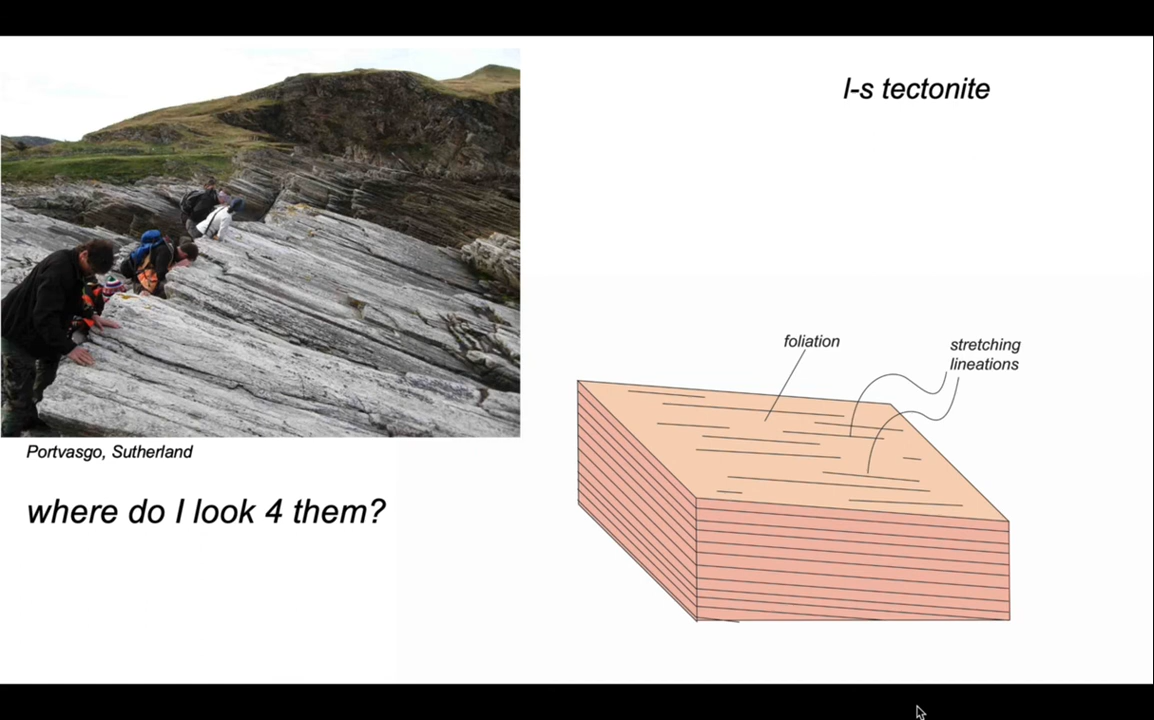 l-s tectonite
foliation
stretching
lineations
Portvasgo, Sutherland
where do I look 4 them?